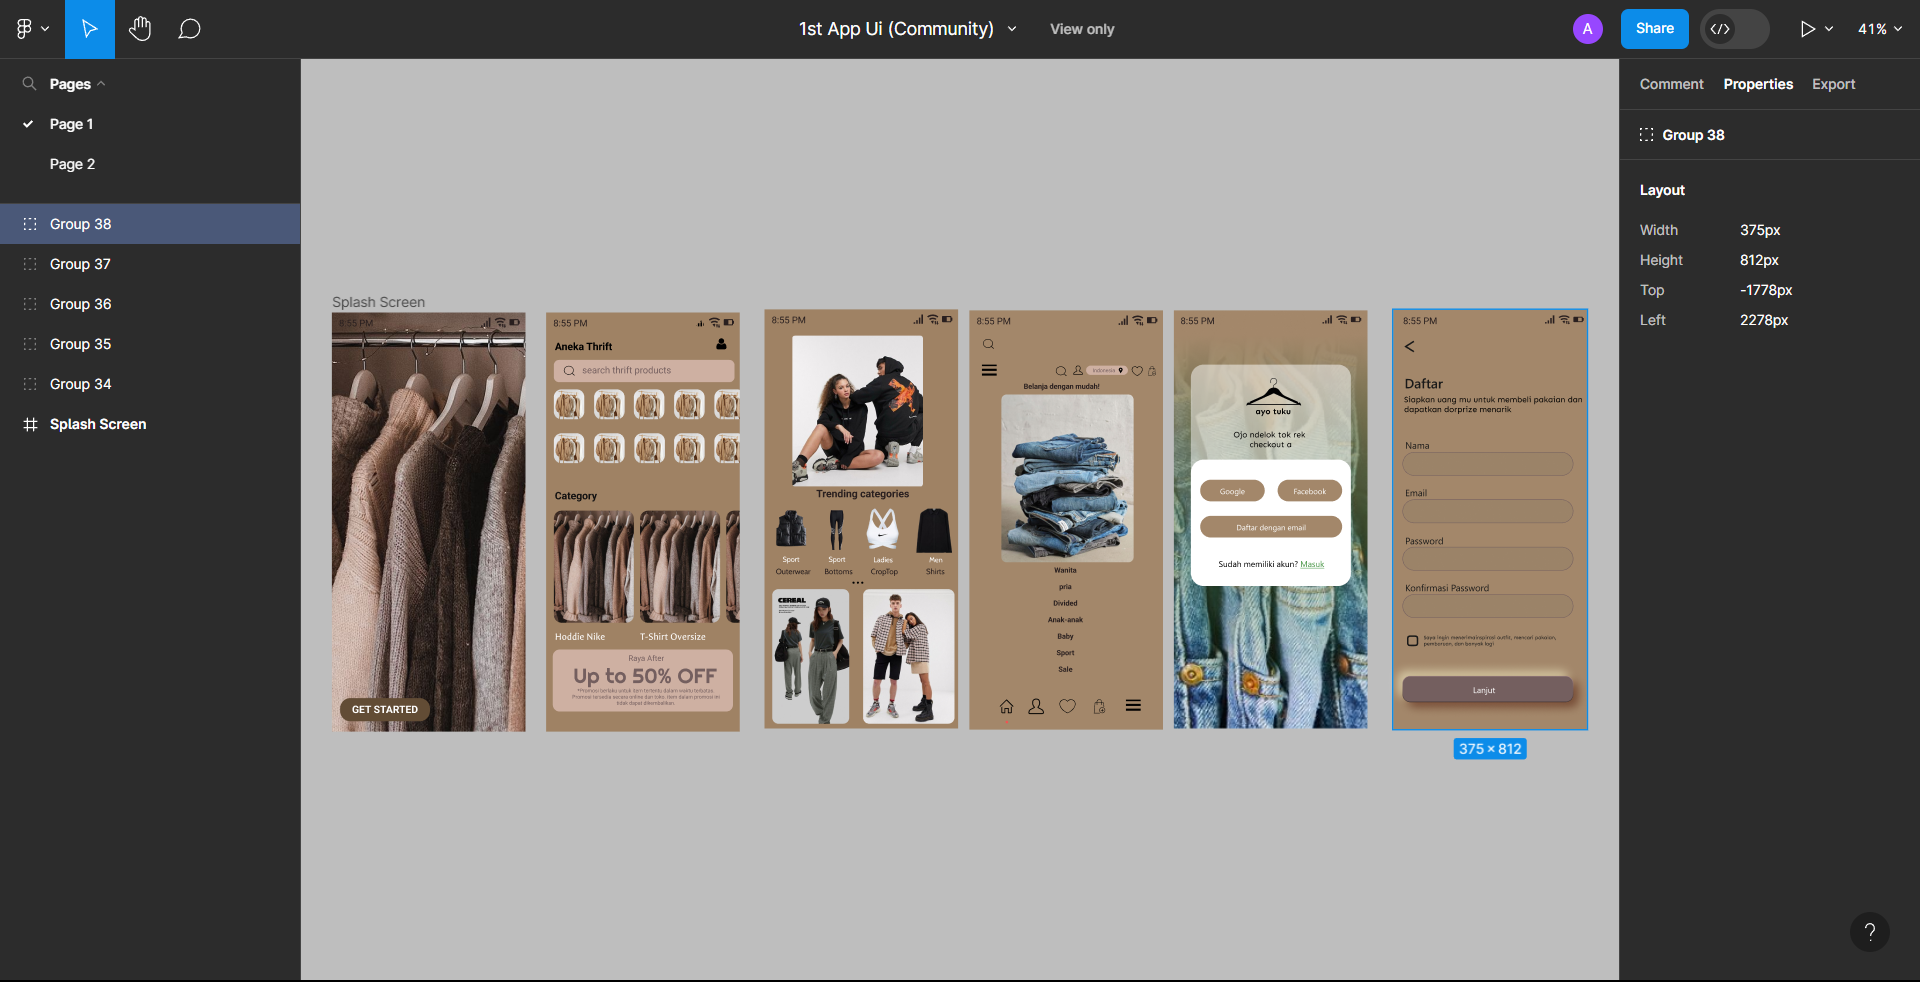 1st App Ui (Community)
View only
A
Share
41%
Pages
Page 1
Page 2
Group 38
Group 37
Group 36
Group 35
Group 34
Splash Screen
Splash Screen
8:55 PM
GET STARTED
8:55 PM
Aneka Thrift
search thrift products
Category
Hoddie Nike
T-Shirt Oversize
Raya After
Up to 50% OFF
8:55 PM
Trending categories
Sport
Outerwear
Sport
Bottoms
Ladies
CropTop
Men
Shirts
CEREAL
8:55 PM
Indonesia
Belanja dengan mudah!
Wanita
pria
Divided
Anak-anak
Baby
Sport
Sale
8:55 PM
ayo tuku
Ojo ndelok tok rek
checkout a
Google
Facebook
Daftar dengan email
Sudah memiliki akun? Masuk
8:55 PM
Daftar
Siapkan uang mu untuk membeli pakaian dan
dapatkan dorprize menarik
Nama
Email
Password
Konfirmasi Password
Lanjut
375 × 812
Comment
Properties
Export
Group 38
Layout
Width 375px
Height 812px
Top -1778px
Left 2278px
?